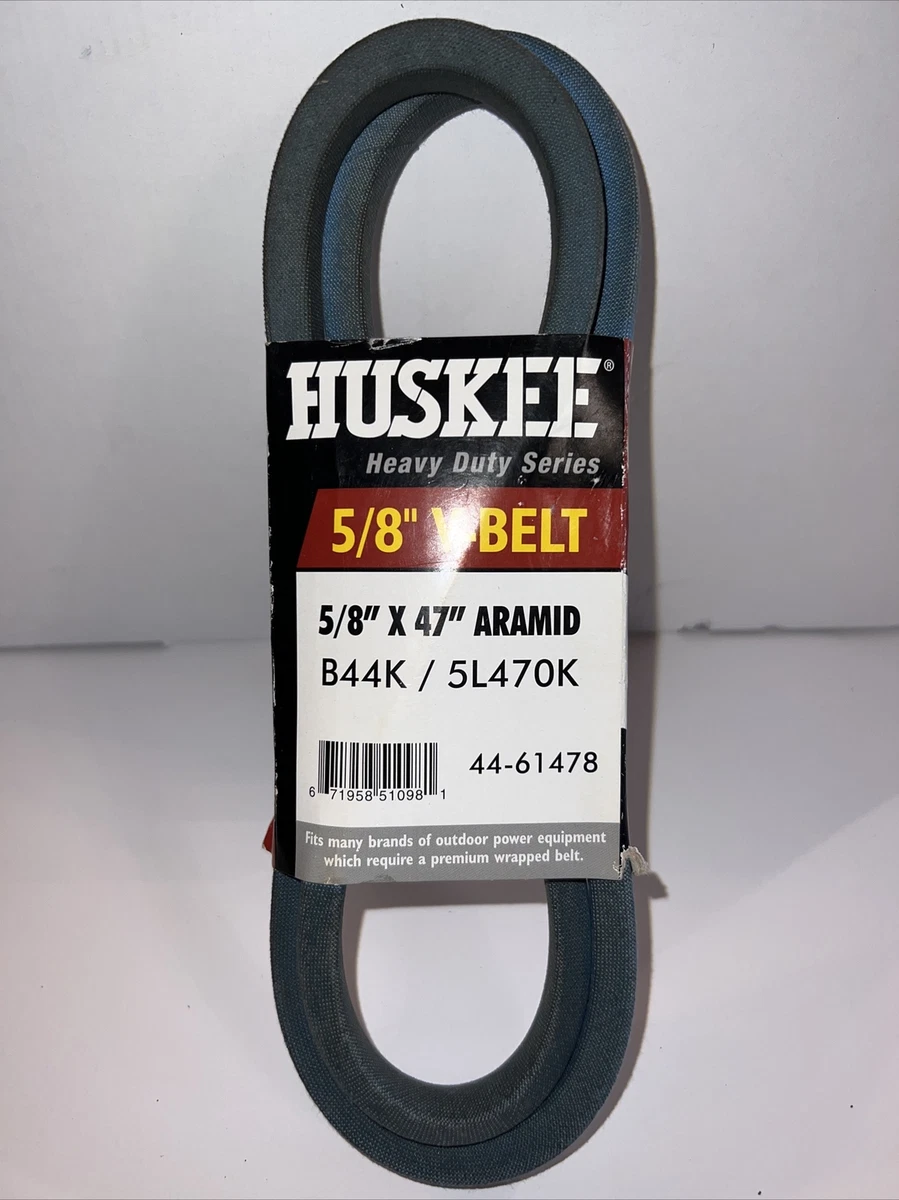 HUSKEE®
Heavy Duty Series
5/8" V-BELT
5/8" X 47" ARAMID
B44K / 5L470K
44-61478
6 71958 51098 1
Fits many brands of outdoor power equipment
which require a premium wrapped belt.